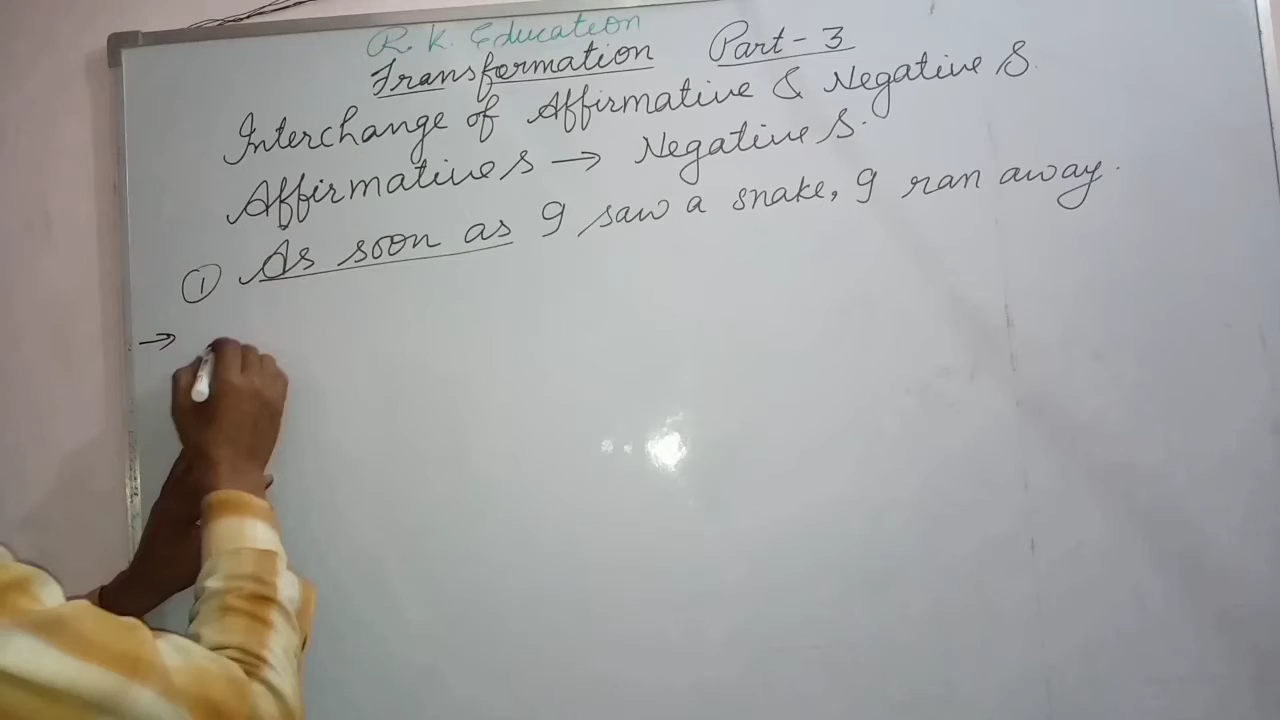 R. K. Education
Transformation Part - 3
Interchange of Affirmative & Negative S.
Affirmative S → Negative S.
① As soon as I saw a snake, I ran away.
→